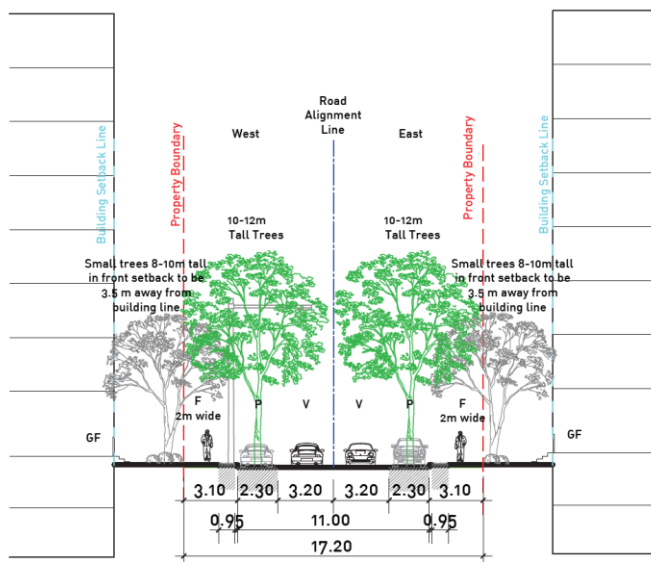 Road
Alignment
Line
West
East
Building Setback Line
Property Boundary
Property Boundary
Building Setback Line
10-12m
Tall Trees
10-12m
Tall Trees
Small trees 8-10m tall
in front setback to be
3.5 m away from
building line
Small trees 8-10m tall
in front setback to be
3.5 m away from
building line
F
2m wide
P
V
V
P
F
2m wide
GF
GF
3.10 2.30 3.20 3.20 2.30 3.10
0.95 11.00 0.95
17.20